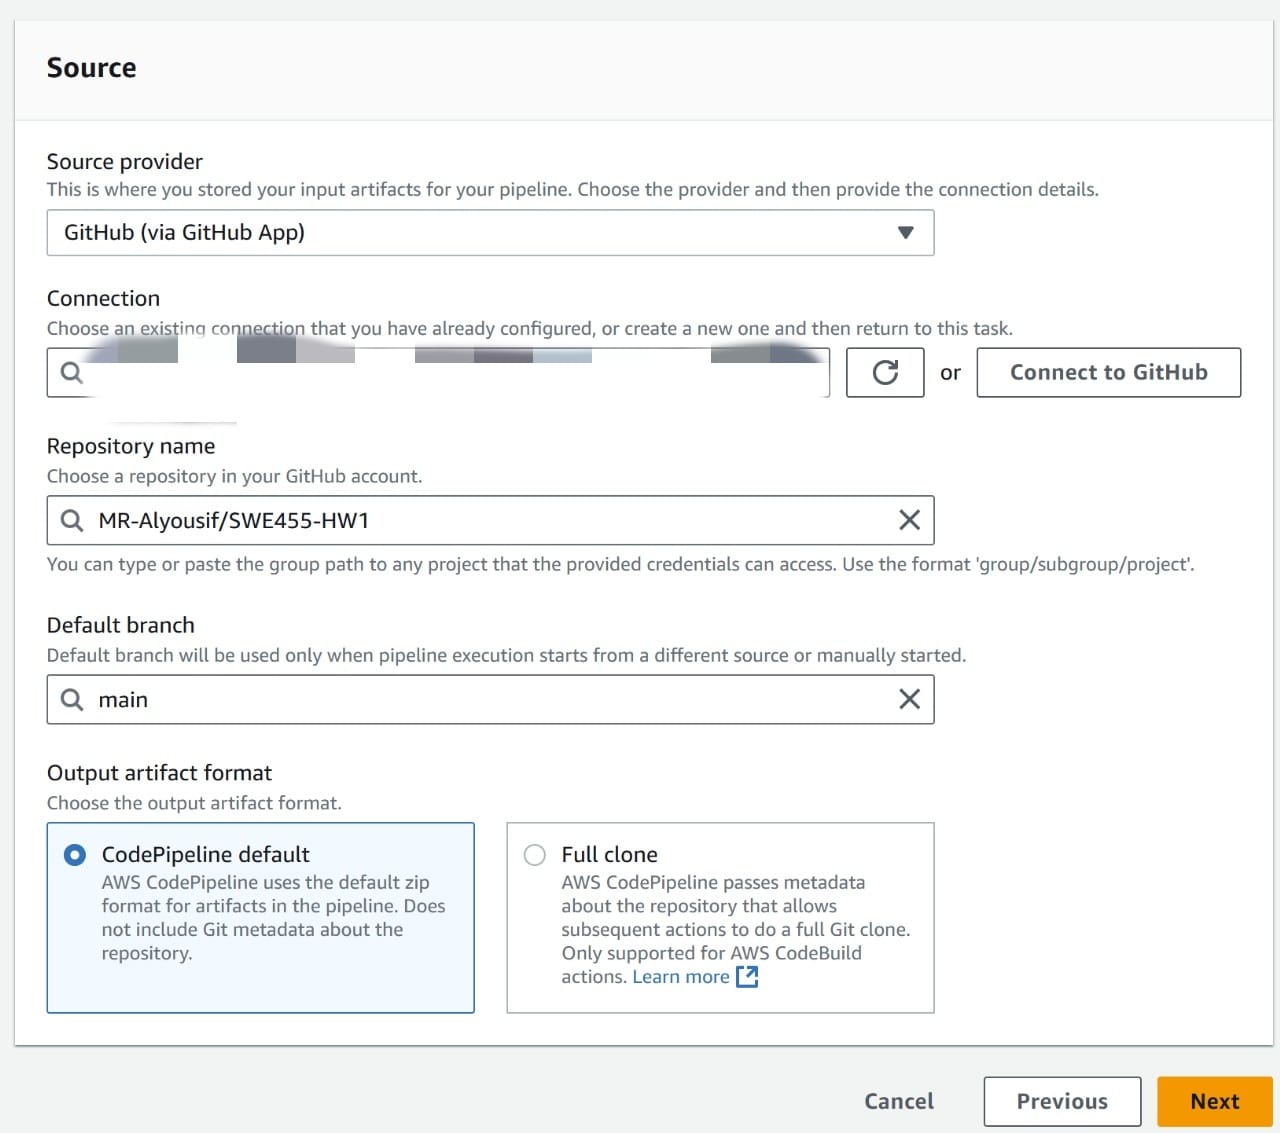 Source
Source provider
This is where you stored your input artifacts for your pipeline. Choose the provider and then provide the connection details.
GitHub (via GitHub App)
Connection
Choose an existing connection that you have already configured, or create a new one and then return to this task.
or
Connect to GitHub
Repository name
Choose a repository in your GitHub account.
MR-Alyousif/SWE455-HW1
You can type or paste the group path to any project that the provided credentials can access. Use the format 'group/subgroup/project'.
Default branch
Default branch will be used only when pipeline execution starts from a different source or manually started.
main
Output artifact format
Choose the output artifact format.
CodePipeline default
AWS CodePipeline uses the default zip
format for artifacts in the pipeline. Does
not include Git metadata about the
repository.
Full clone
AWS CodePipeline passes metadata
about the repository that allows
subsequent actions to do a full Git clone.
Only supported for AWS CodeBuild
actions. Learn more
Cancel
Previous
Next